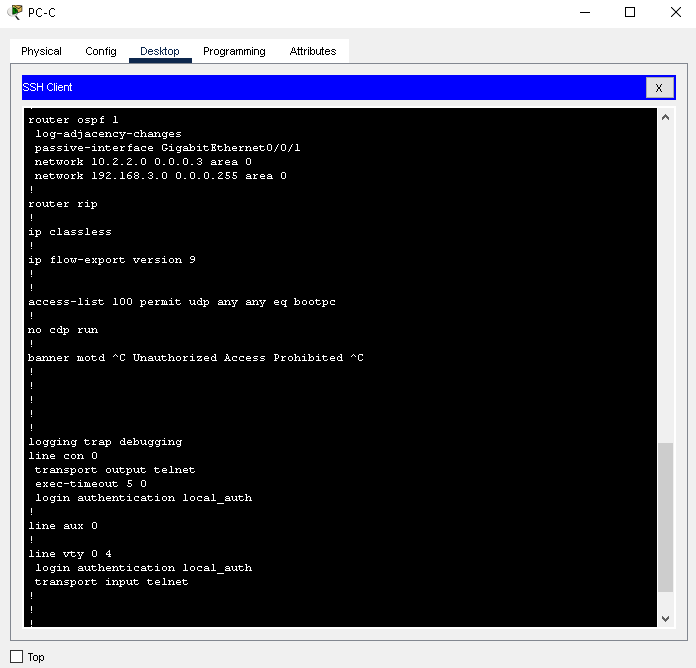 PC-C
Physical Config Desktop Programming Attributes
SSH Client X
!
router ospf 1
 log-adjacency-changes
 passive-interface GigabitEthernet0/0/1
 network 10.2.2.0 0.0.0.3 area 0
 network 192.168.3.0 0.0.0.255 area 0
!
router rip
!
ip classless
!
ip flow-export version 9
!
!
access-list 100 permit udp any any eq bootpc
!
no cdp run
!
banner motd ^C Unauthorized Access Prohibited ^C
!
!
!
!
!
logging trap debugging
line con 0
 transport output telnet
 exec-timeout 5 0
 login authentication local_auth
!
line aux 0
!
line vty 0 4
 login authentication local_auth
 transport input telnet
!
!
!
Top